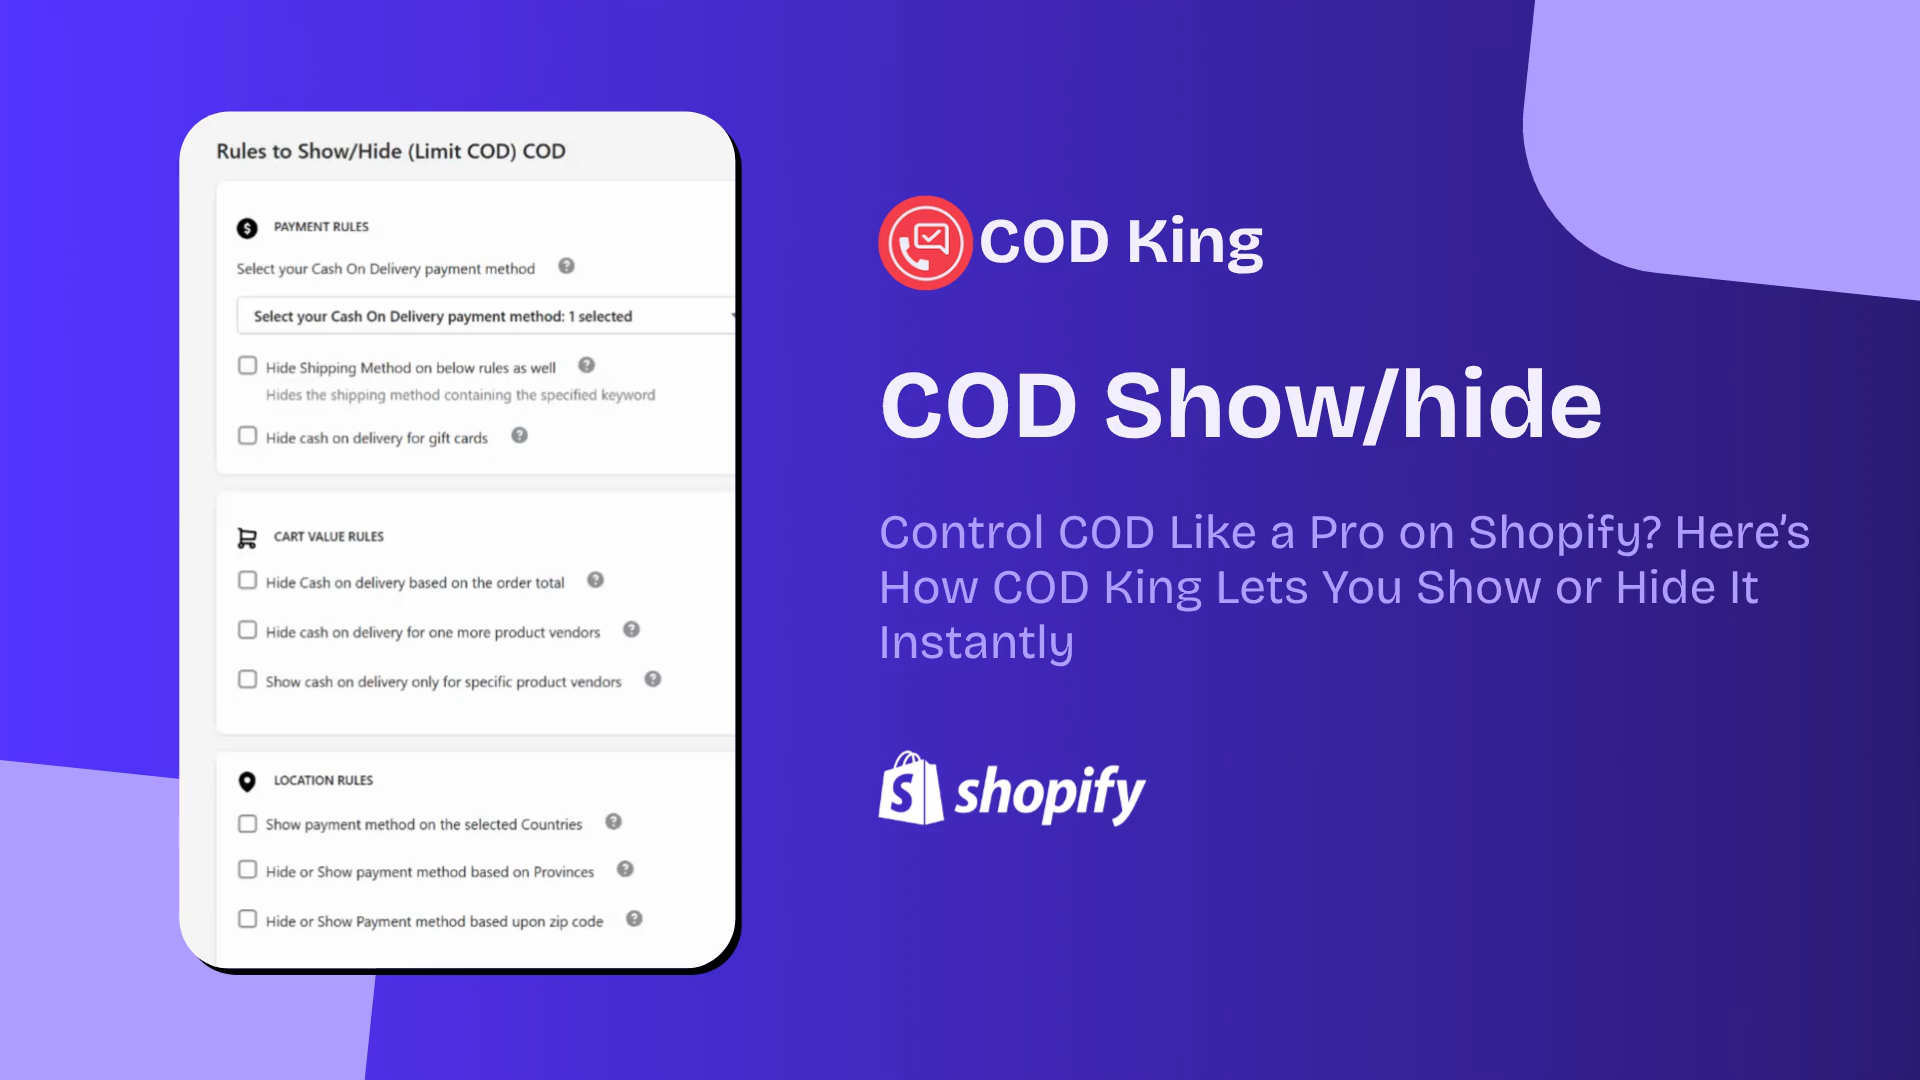 Rules to Show/Hide (Limit COD) COD
PAYMENT RULES
Select your Cash On Delivery payment method
Select your Cash On Delivery payment method: 1 selected
Hide Shipping Method on below rules as well
Hides the shipping method containing the specified keyword
Hide cash on delivery for gift cards
CART VALUE RULES
Hide Cash on delivery based on the order total
Hide cash on delivery for one more product vendors
Show cash on delivery only for specific product vendors
LOCATION RULES
Show payment method on the selected Countries
Hide or Show payment method based on Provinces
Hide or Show Payment method based upon zip code
COD King
COD Show/hide
Control COD Like a Pro on Shopify? Here’s
How COD King Lets You Show or Hide It
Instantly
shopify